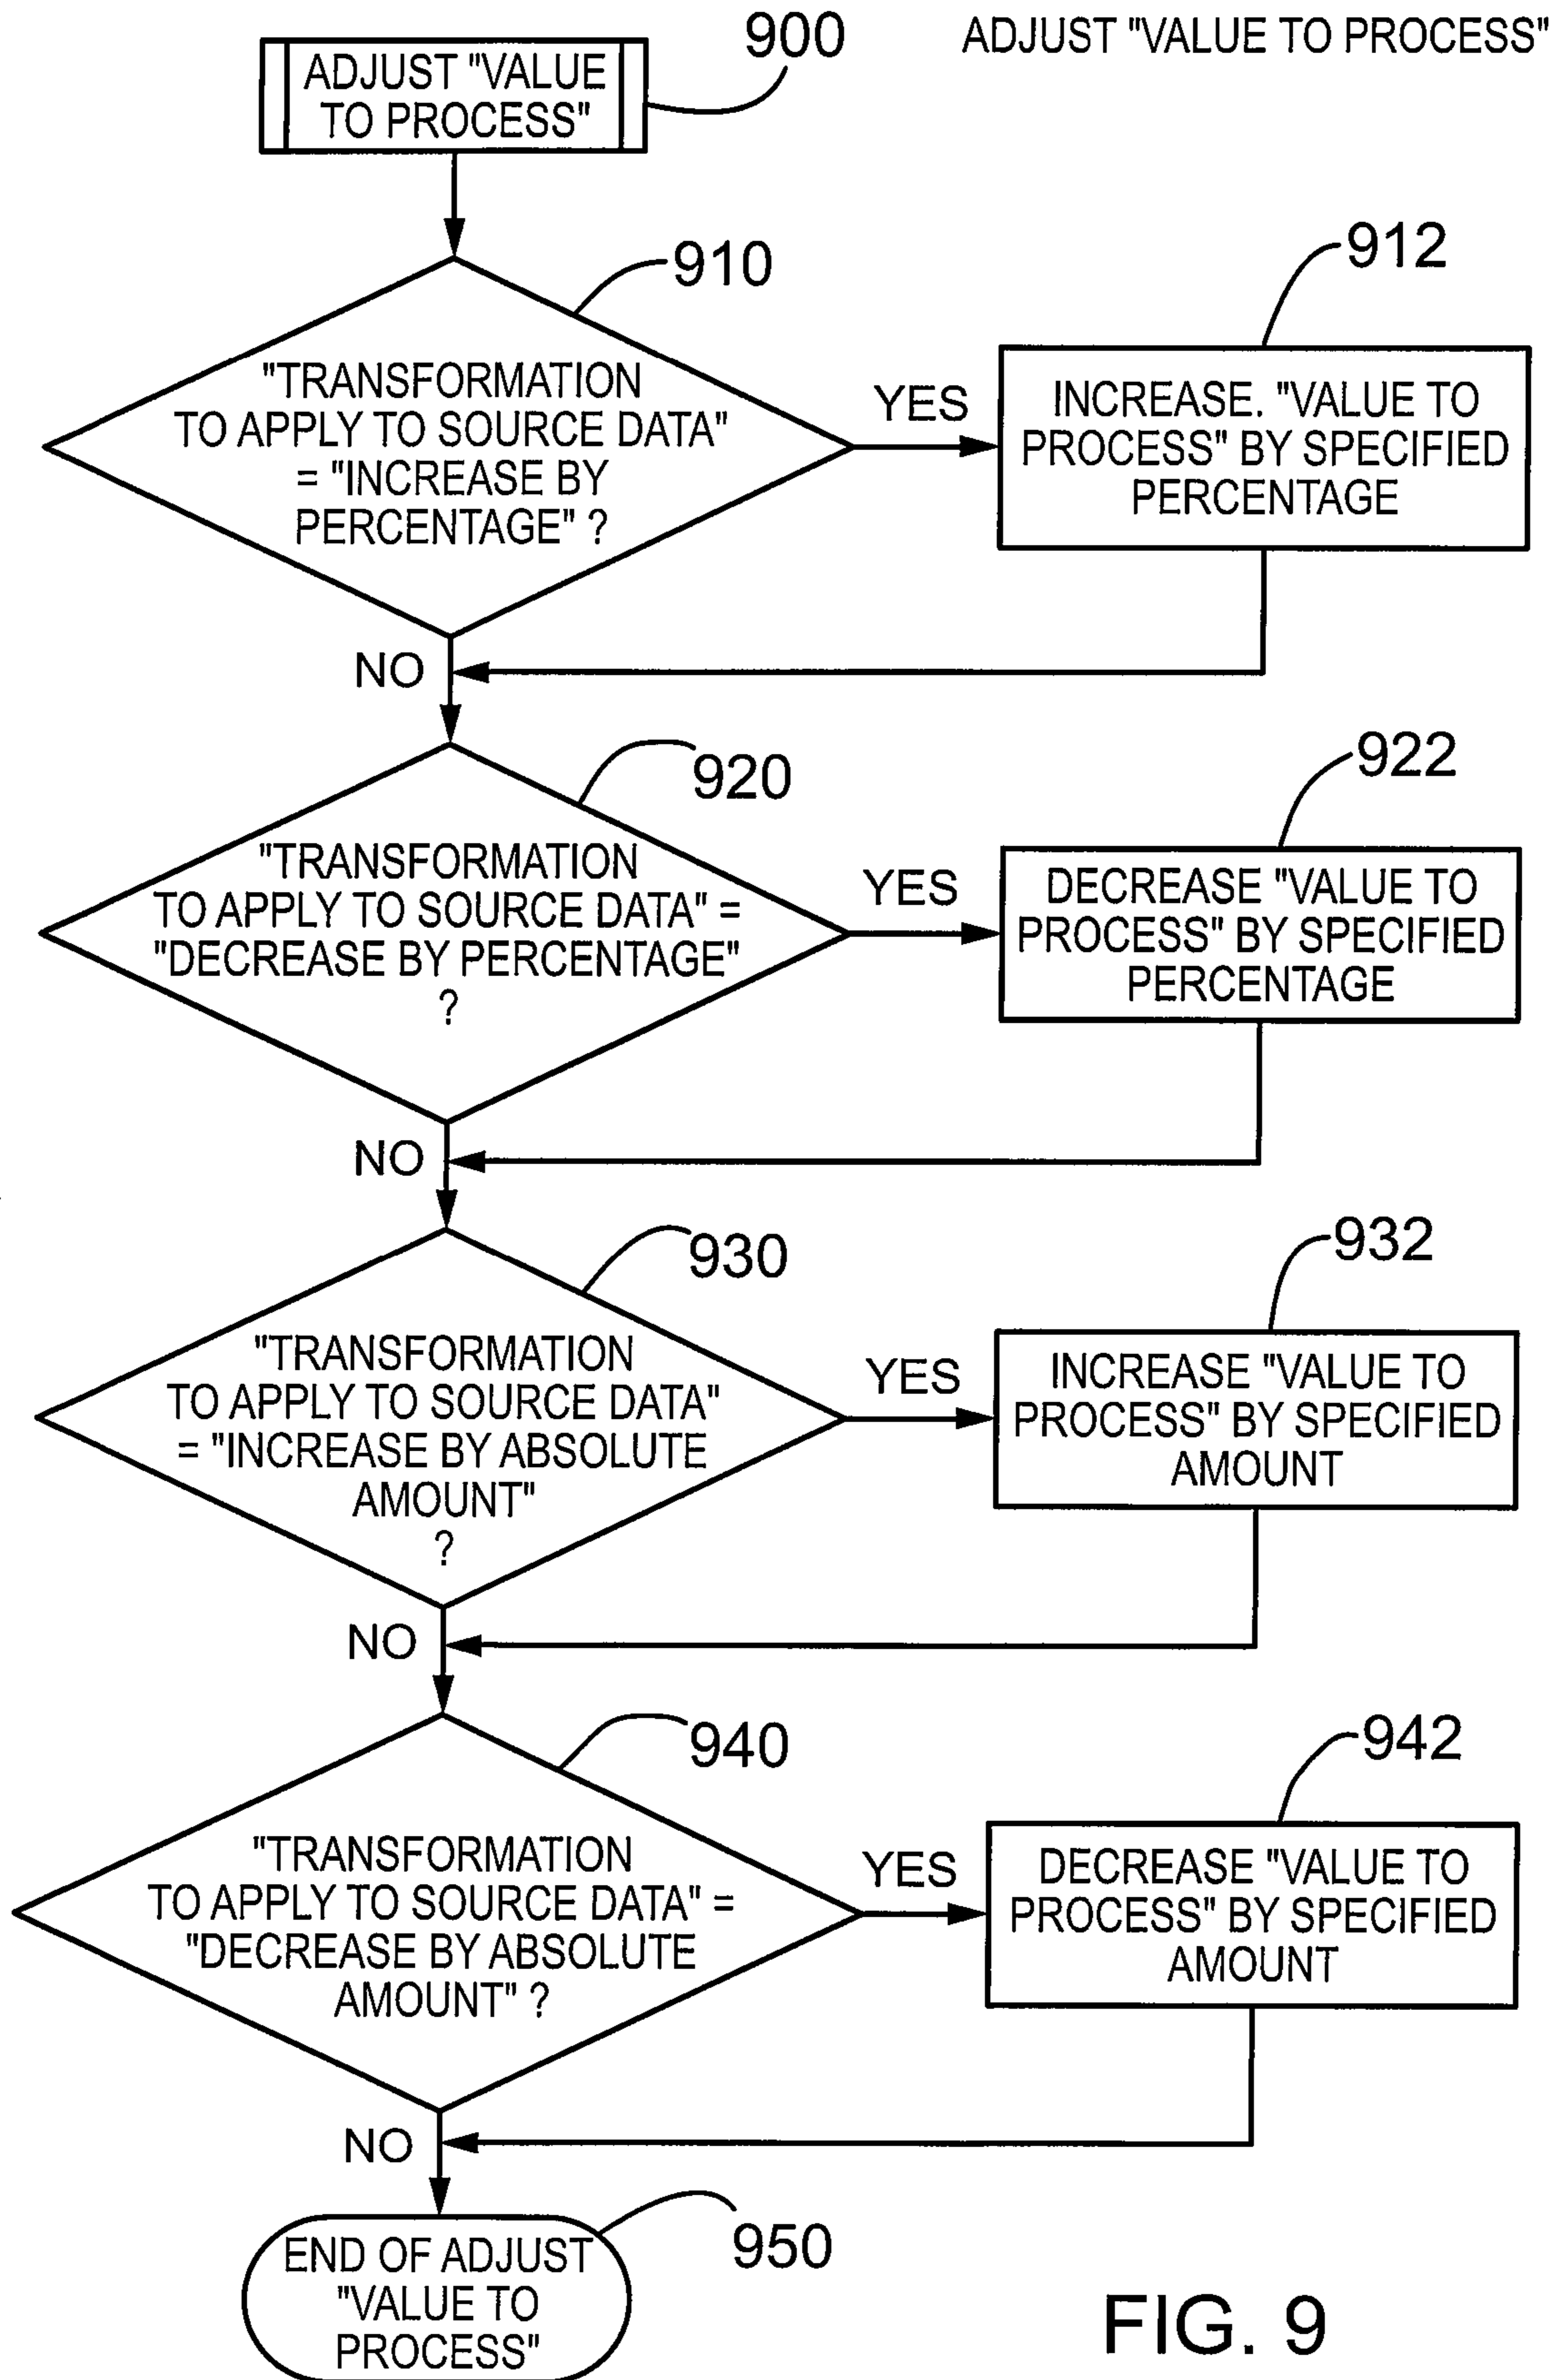 ADJUST "VALUE TO PROCESS"
900
ADJUST "VALUE
TO PROCESS"
910
"TRANSFORMATION
TO APPLY TO SOURCE DATA"
= "INCREASE BY
PERCENTAGE" ?
YES
912
INCREASE. "VALUE TO
PROCESS" BY SPECIFIED
PERCENTAGE
NO
920
"TRANSFORMATION
TO APPLY TO SOURCE DATA" =
"DECREASE BY PERCENTAGE"
?
YES
922
DECREASE "VALUE TO
PROCESS" BY SPECIFIED
PERCENTAGE
NO
930
"TRANSFORMATION
TO APPLY TO SOURCE DATA"
= "INCREASE BY ABSOLUTE
AMOUNT"
?
YES
932
INCREASE "VALUE TO
PROCESS" BY SPECIFIED
AMOUNT
NO
940
"TRANSFORMATION
TO APPLY TO SOURCE DATA" =
"DECREASE BY ABSOLUTE
AMOUNT" ?
YES
942
DECREASE "VALUE TO
PROCESS" BY SPECIFIED
AMOUNT
NO
950
END OF ADJUST
"VALUE TO
PROCESS"
FIG. 9